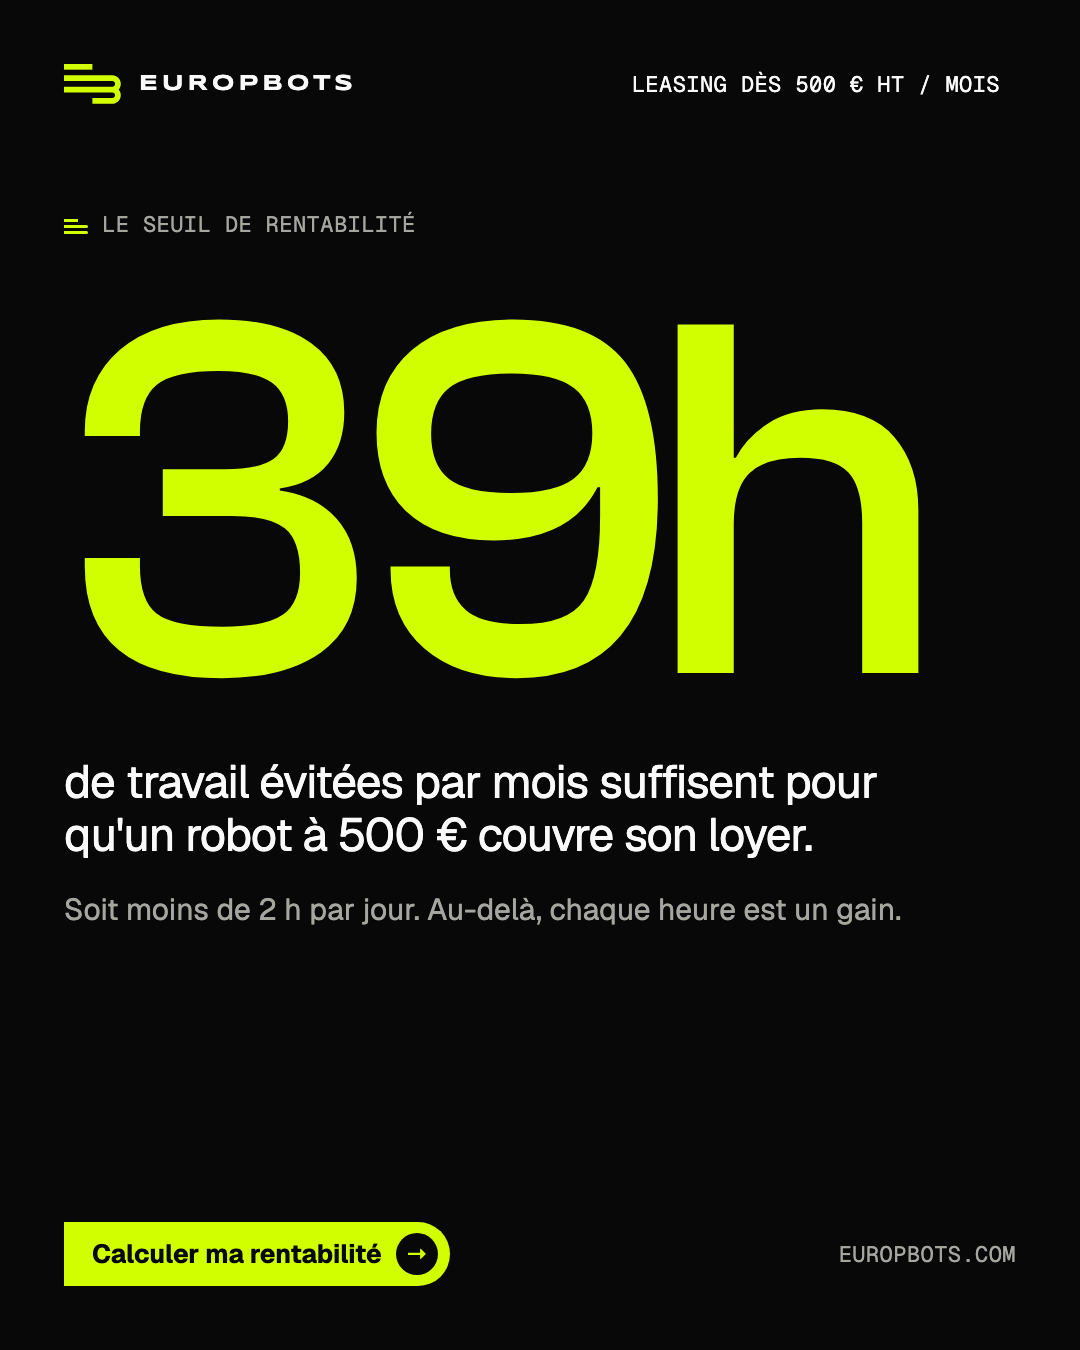 EUROPBOTS
LEASING DÈS 500 € HT / MOIS
LE SEUIL DE RENTABILITÉ
39h
de travail évitées par mois suffisent pour
qu'un robot à 500 € couvre son loyer.
Soit moins de 2 h par jour. Au-delà, chaque heure est un gain.
Calculer ma rentabilité →
EUROPBOTS.COM